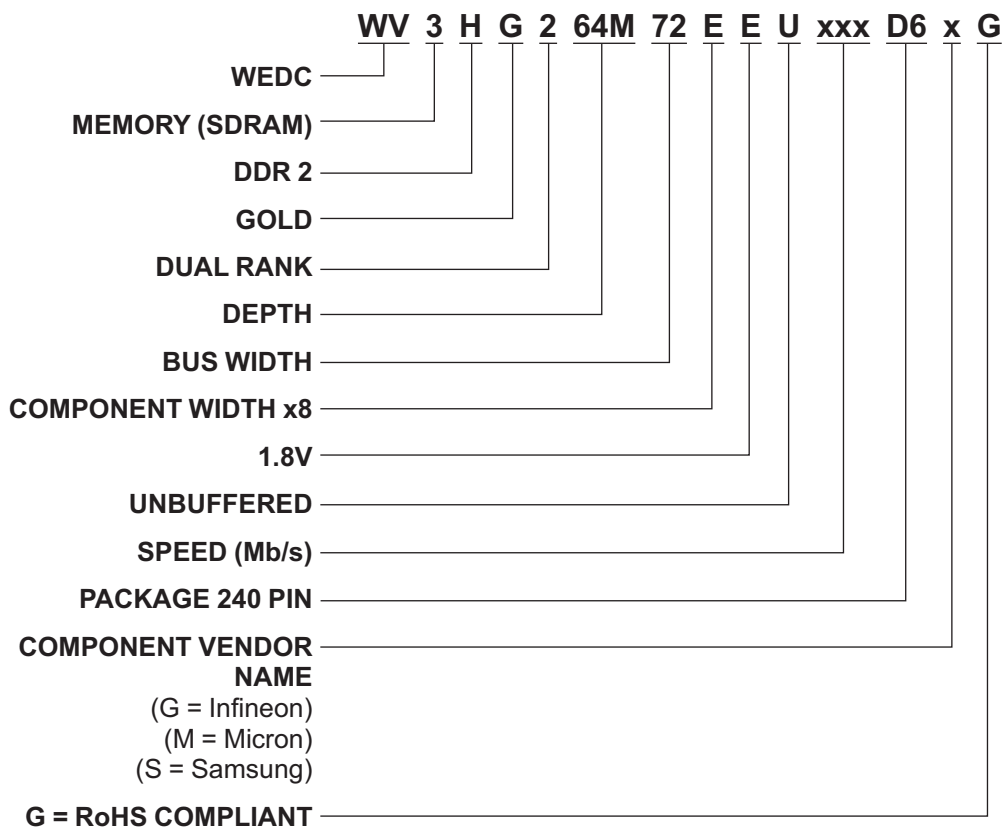 WV 3 H G 2 64M 72 E E U xxx D6 x G
WEDC
MEMORY (SDRAM)
DDR 2
GOLD
DUAL RANK
DEPTH
BUS WIDTH
COMPONENT WIDTH x8
1.8V
UNBUFFERED
SPEED (Mb/s)
PACKAGE 240 PIN
COMPONENT VENDOR
NAME
(G = Infineon)
(M = Micron)
(S = Samsung)
G = RoHS COMPLIANT